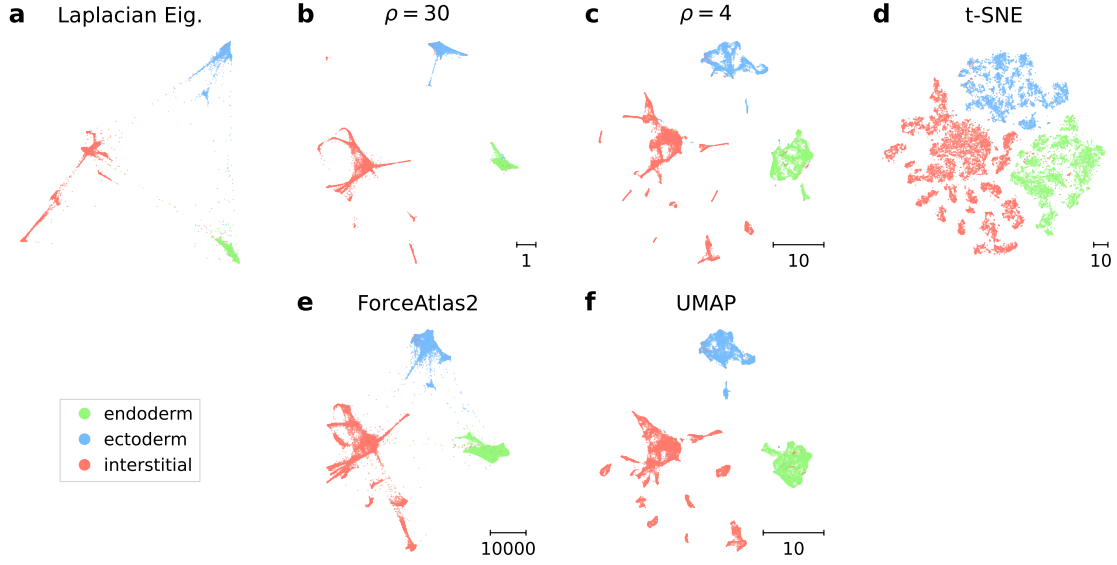 a Laplacian Eig.
b ρ = 30
c ρ = 4
d t-SNE
1
10
10
e ForceAtlas2
f UMAP
endoderm
ectoderm
interstitial
10000
10